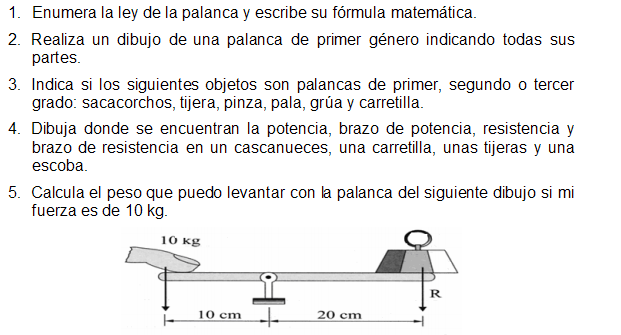 1. Enumera la ley de la palanca y escribe su fórmula matemática.
2. Realiza un dibujo de una palanca de primer género indicando todas sus
partes.
3. Indica si los siguientes objetos son palancas de primer, segundo o tercer
grado: sacacorchos, tijera, pinza, pala, grúa y carretilla.
4. Dibuja donde se encuentran la potencia, brazo de potencia, resistencia y
brazo de resistencia en un cascanueces, una carretilla, unas tijeras y una
escoba.
5. Calcula el peso que puedo levantar con la palanca del siguiente dibujo si mi
fuerza es de 10 kg.
10 kg
R
10 cm 20 cm